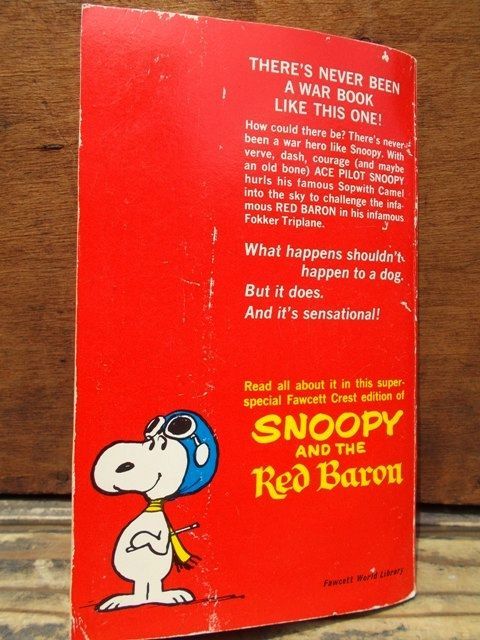 THERE'S NEVER BEEN
A WAR BOOK
LIKE THIS ONE!
How could there be? There's never
been a war hero like Snoopy. With
verve, dash, courage (and maybe
an old bone) ACE PILOT SNOOPY
hurls his famous Sopwith Camel
into the sky to challenge the infa-
mous RED BARON in his infamous
Fokker Triplane.
What happens shouldn't
happen to a dog.
But it does.
And it's sensational!
Read all about it in this super-
special Fawcett Crest edition of
SNOOPY
AND THE
Red Baron
Fawcett World Library